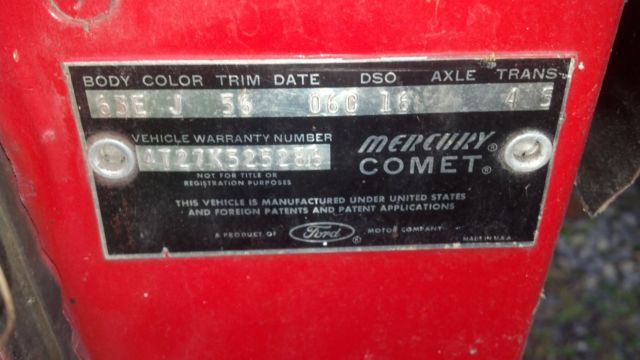 BODY COLOR TRIM DATE DSO AXLE TRANS
63E J 56 06C 16 4 5
VEHICLE WARRANTY NUMBER
4T27K525283
MERCURY ®
COMET ®
NOT FOR TITLE OR
REGISTRATION PURPOSES
THIS VEHICLE IS MANUFACTURED UNDER UNITED STATES
AND FOREIGN PATENTS AND PATENT APPLICATIONS
A PRODUCT OF Ford ® MOTOR COMPANY
MADE IN U.S.A.